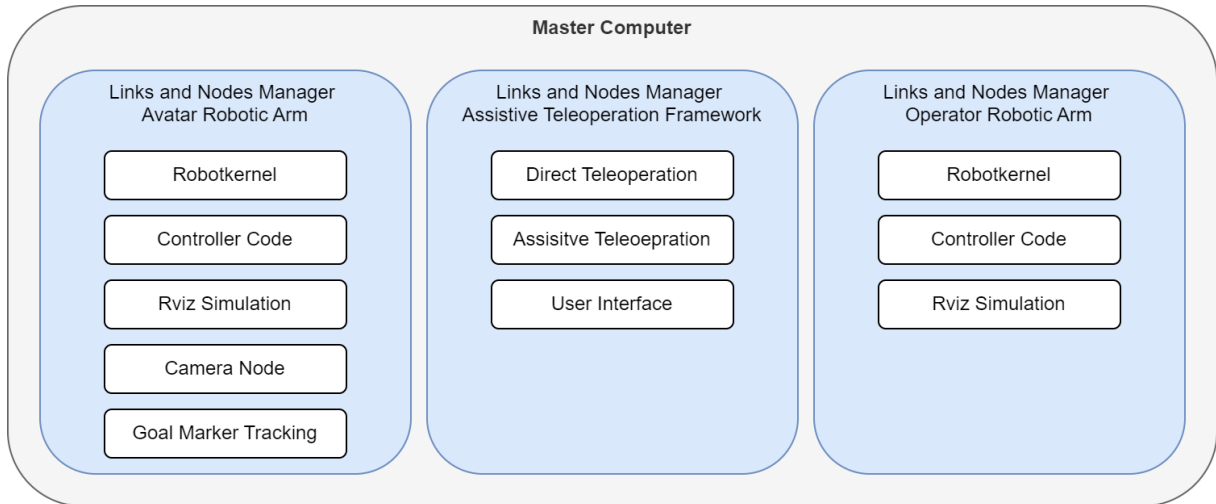 Master Computer
Links and Nodes Manager
Avatar Robotic Arm
Robotkernel
Controller Code
Rviz Simulation
Camera Node
Goal Marker Tracking
Links and Nodes Manager
Assistive Teleoperation Framework
Direct Teleoperation
Assisitve Teleoepration
User Interface
Links and Nodes Manager
Operator Robotic Arm
Robotkernel
Controller Code
Rviz Simulation